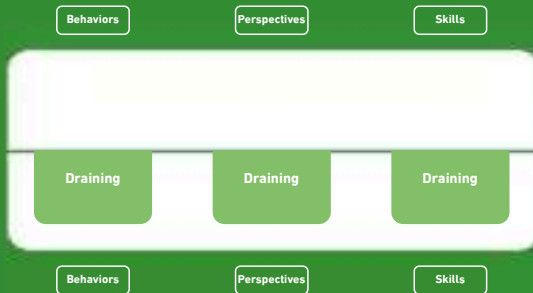 Behaviors
Perspectives
Skills
Draining
Draining
Draining
Behaviors
Perspectives
Skills